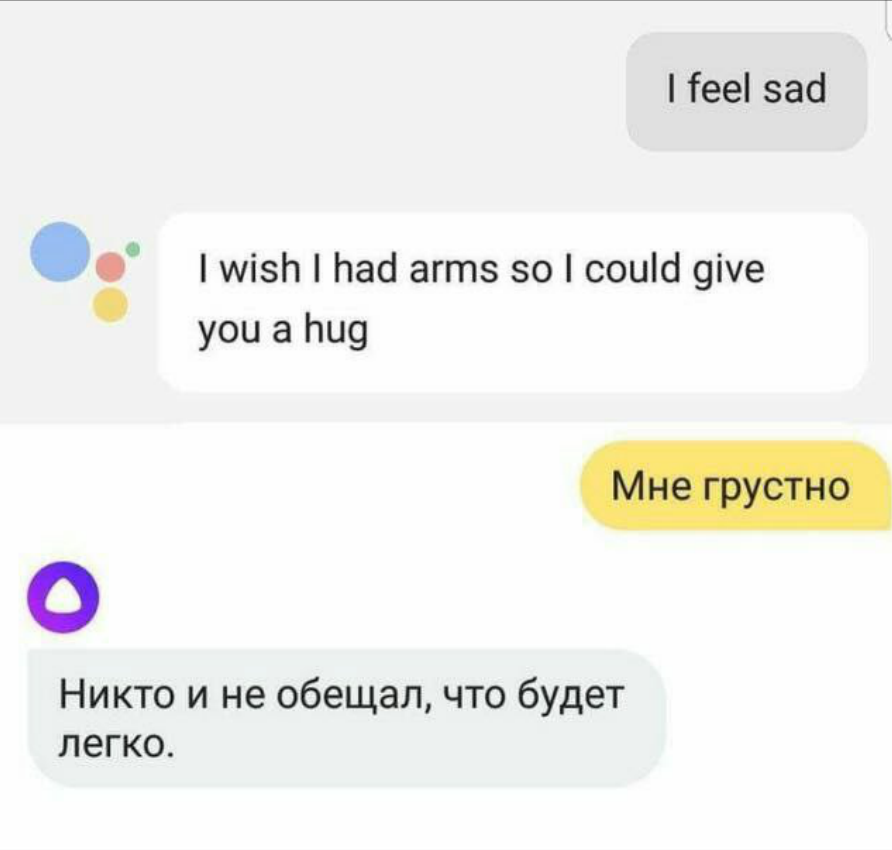 I feel sad
I wish I had arms so I could give
you a hug
Мне грустно
Никто и не обещал, что будет
легко.